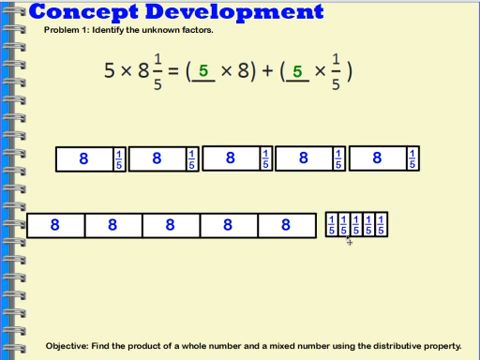 Concept Development
Problem 1: Identify the unknown factors.
5 × 8 1/5 = ( 5 × 8) + ( 5 × 1/5 )
8 1/5 8 1/5 8 1/5 8 1/5 8 1/5
8 8 8 8 8 1/5 1/5 1/5 1/5 1/5
Objective: Find the product of a whole number and a mixed number using the distributive property.